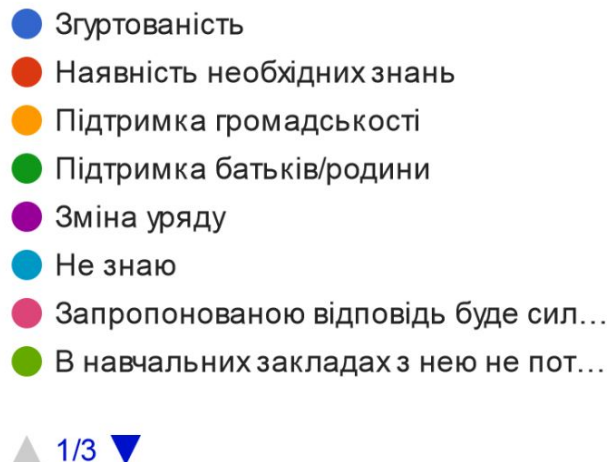 Згуртованість
Наявність необхідних знань
Підтримка громадськості
Підтримка батьків/родини
Зміна уряду
Не знаю
Запропонованою відповідь буде сил...
В навчальних закладах з нею не пот...
1/3